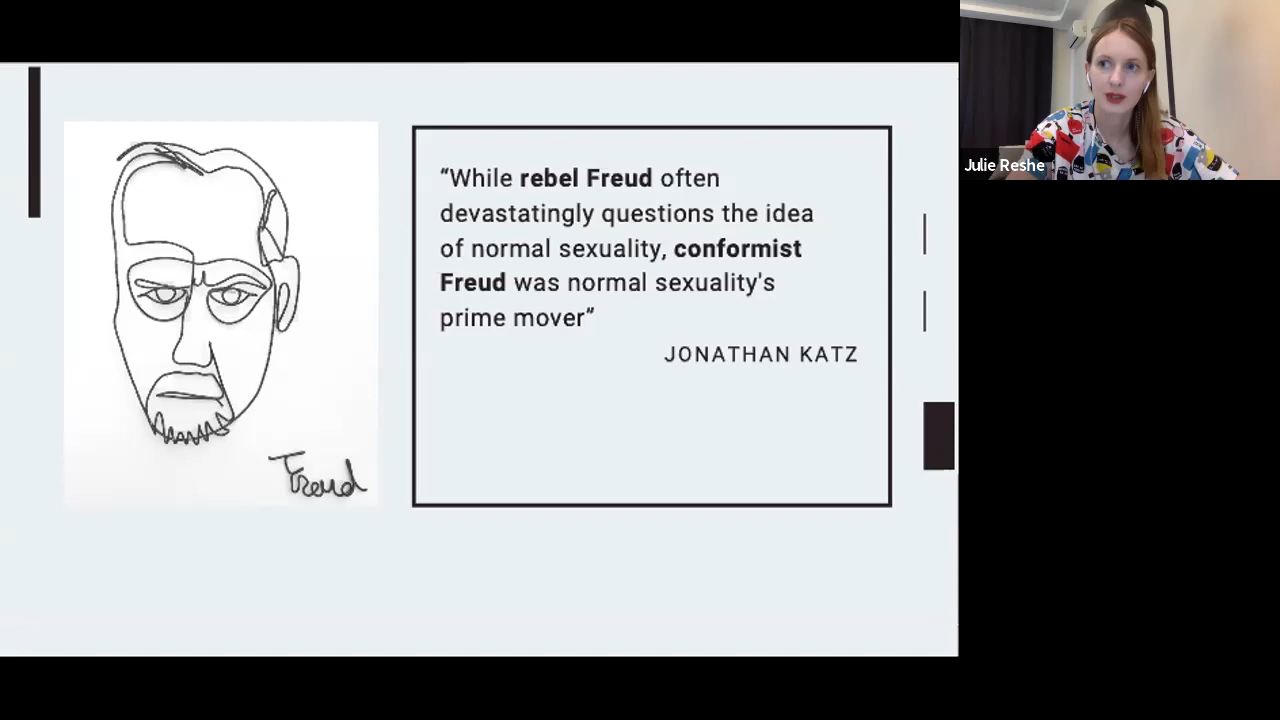 “While rebel Freud often
devastatingly questions the idea
of normal sexuality, conformist
Freud was normal sexuality's
prime mover”
JONATHAN KATZ
Freud
Julie Reshe